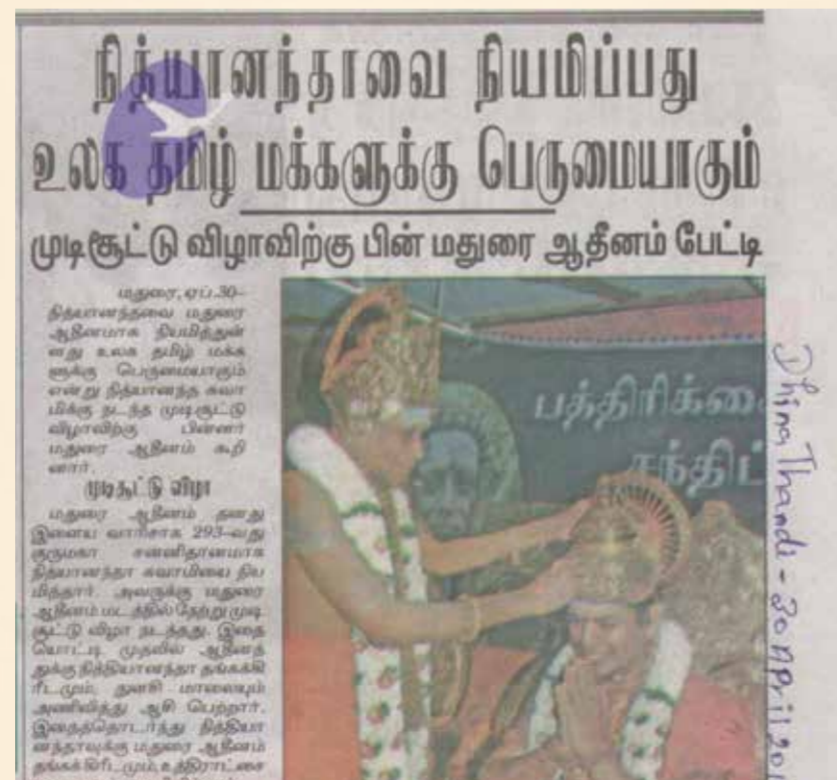 நித்யானந்தாவை நியமிப்பது
உலக தமிழ் மக்களுக்கு பெருமையாகும்
முடிசூட்டு விழாவிற்கு பின் மதுரை ஆதீனம் பேட்டி
மதுரை, ஏப்.30–
நித்யானந்தவை மதுரை
ஆதீனமாக நியமித்துள்
ளது உலக தமிழ் மக்க
ளுக்கு பெருமையாகும்
என்று நித்யானந்த சுவா
மிக்கு நடந்த முடிசூட்டு
விழாவிற்கு பின்னர்
மதுரை ஆதீனம் கூறி
னார்.
முடிசூட்டு விழா
மதுரை ஆதீனம் தனது
இளைய வாரிசாக 293–வது
குருமகா சன்னிதானமாக
நித்யானந்தா சுவாமியை நிய
மித்தார். அவருக்கு மதுரை
ஆதீனம் மடத்தில் நேற்று முடி
சூட்டு விழா நடத்தது. இதை
யொட்டி முதலில் ஆதீனத்
துக்கு நித்தியானந்தா தங்கக்கி
ரீடமும், துளசி மாலையும்
அணிவித்து ஆசி பெற்றார்.
இதைத்தொடர்ந்து நித்தியா
னந்தாவுக்கு மதுரை ஆதீனம்
தங்கக்கிரீடமும், உத்திராட்சை
பத்திரிக்கை
சந்திப்
Dhina Thandi - 30 April 20